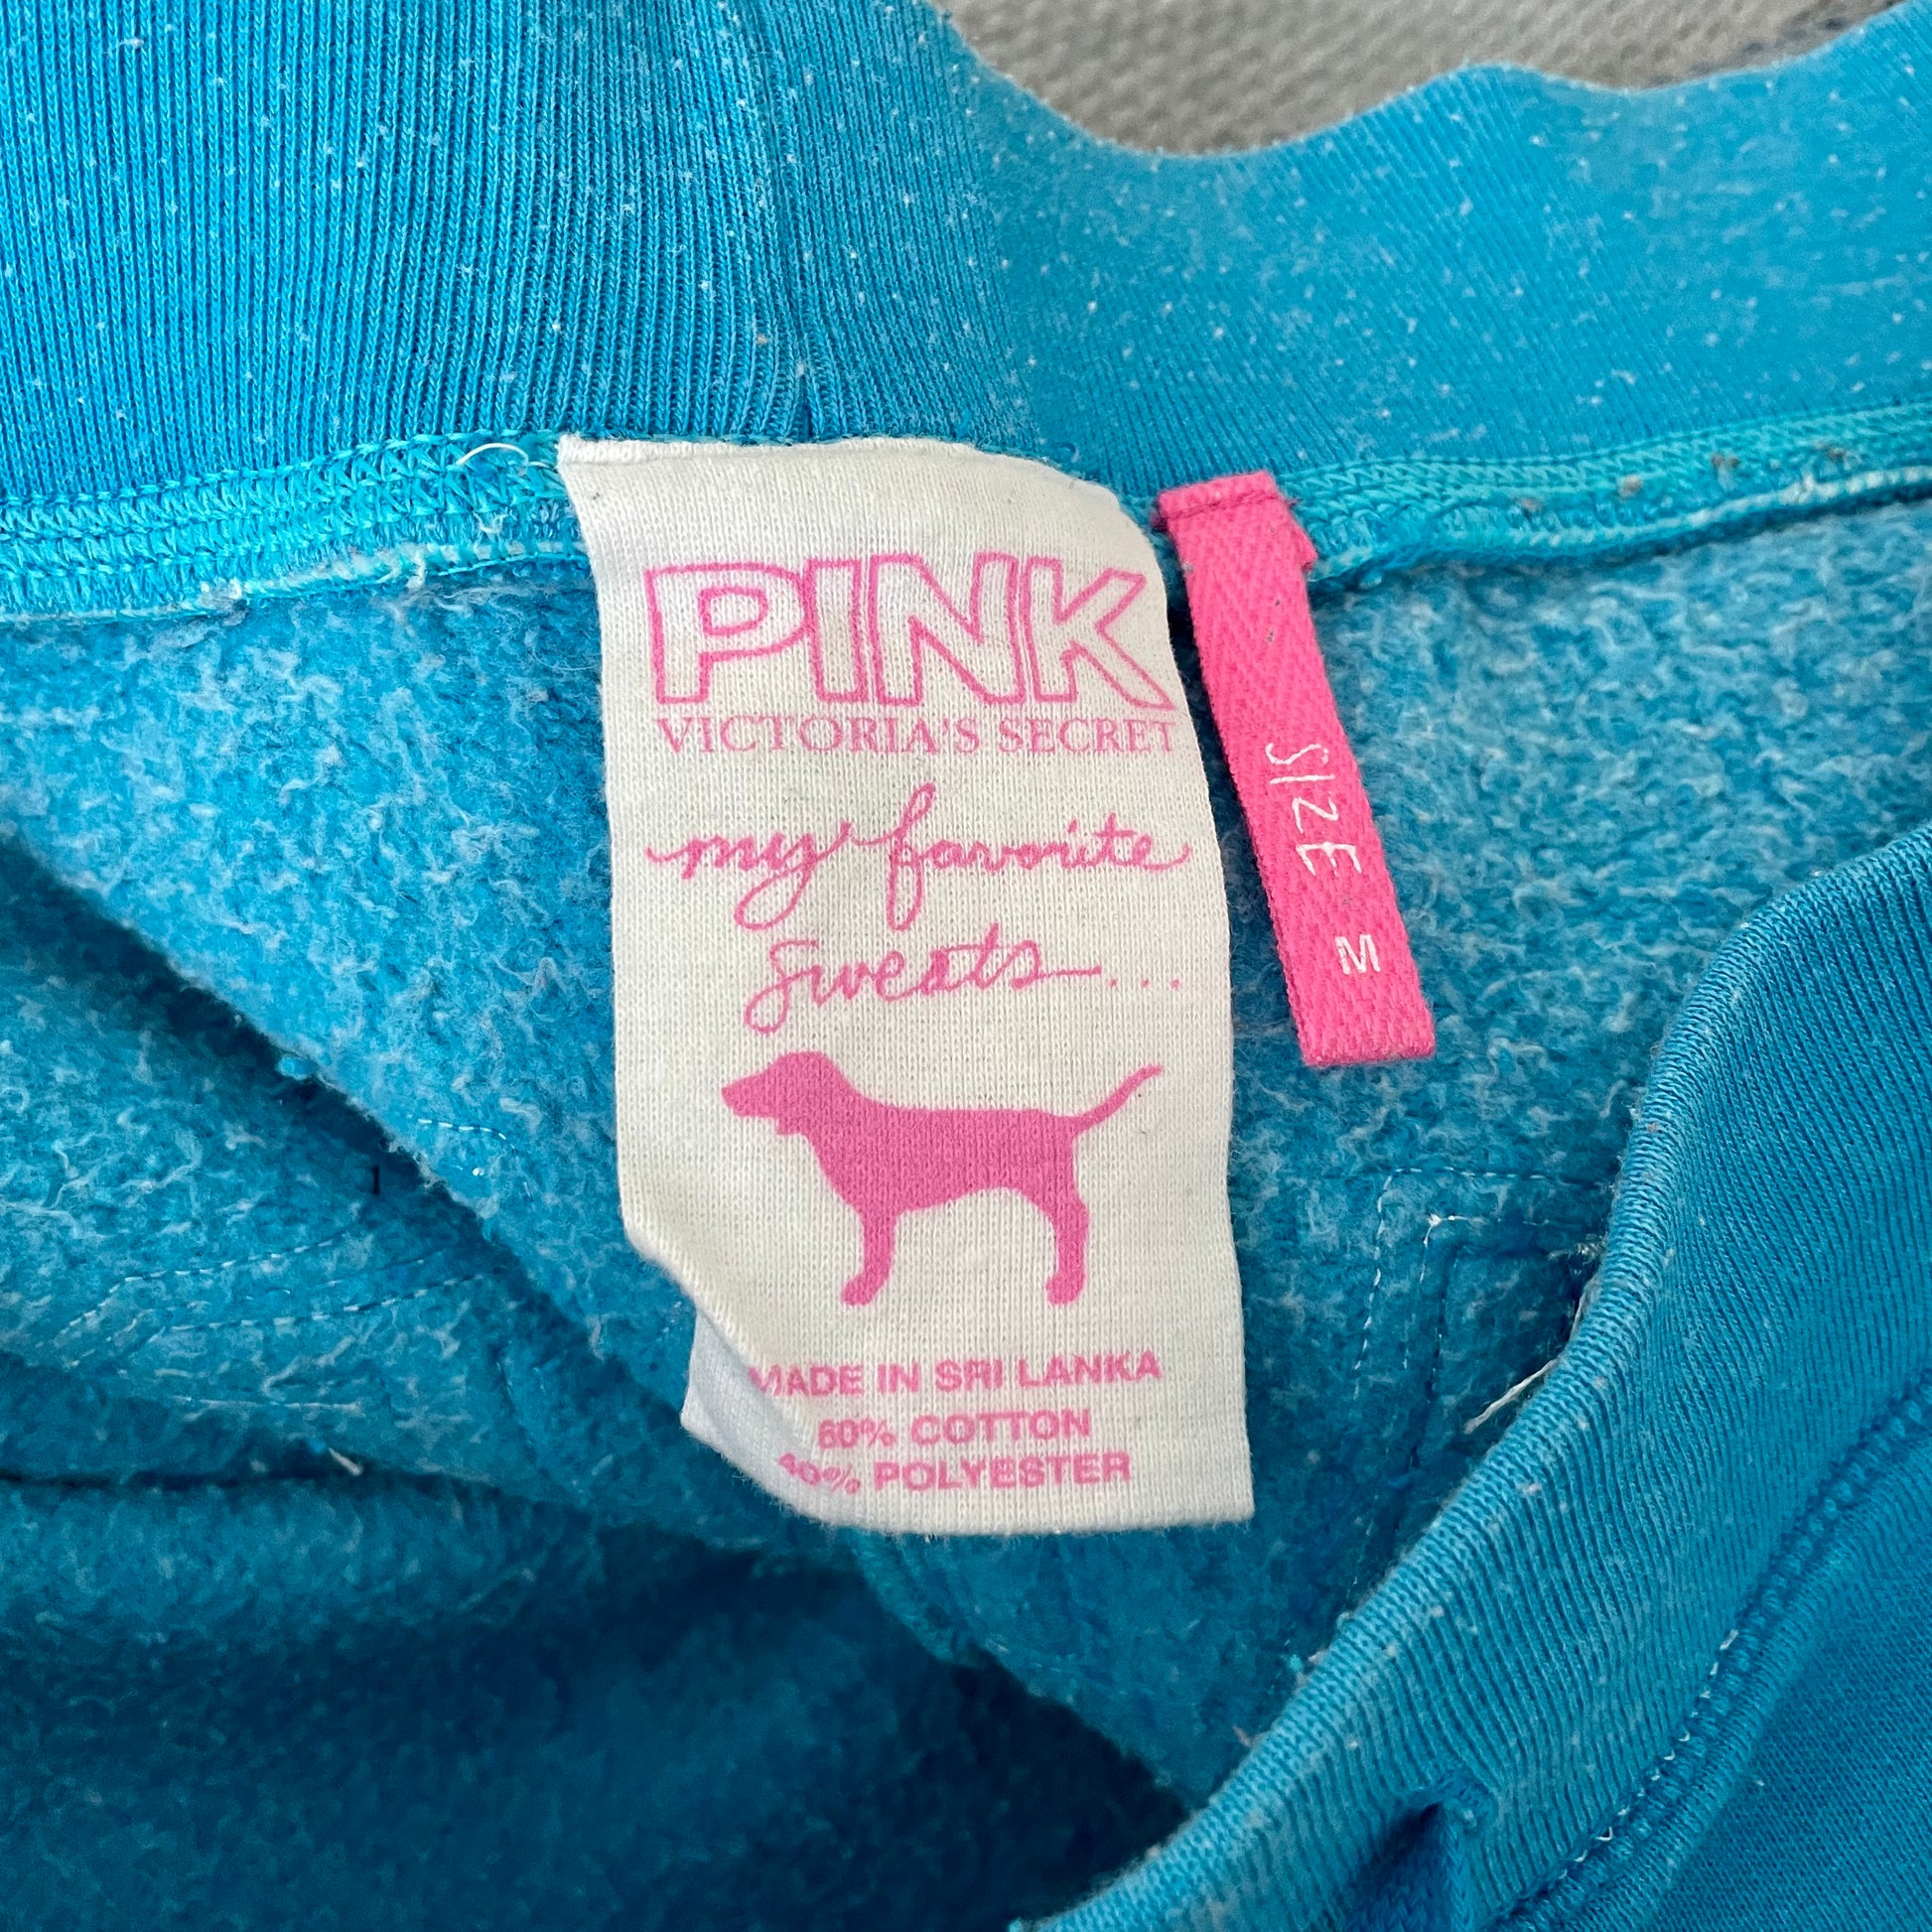 PINK
VICTORIA'S SECRET
my favorite
sweats...
MADE IN SRI LANKA
60% COTTON
40% POLYESTER
SIZE M